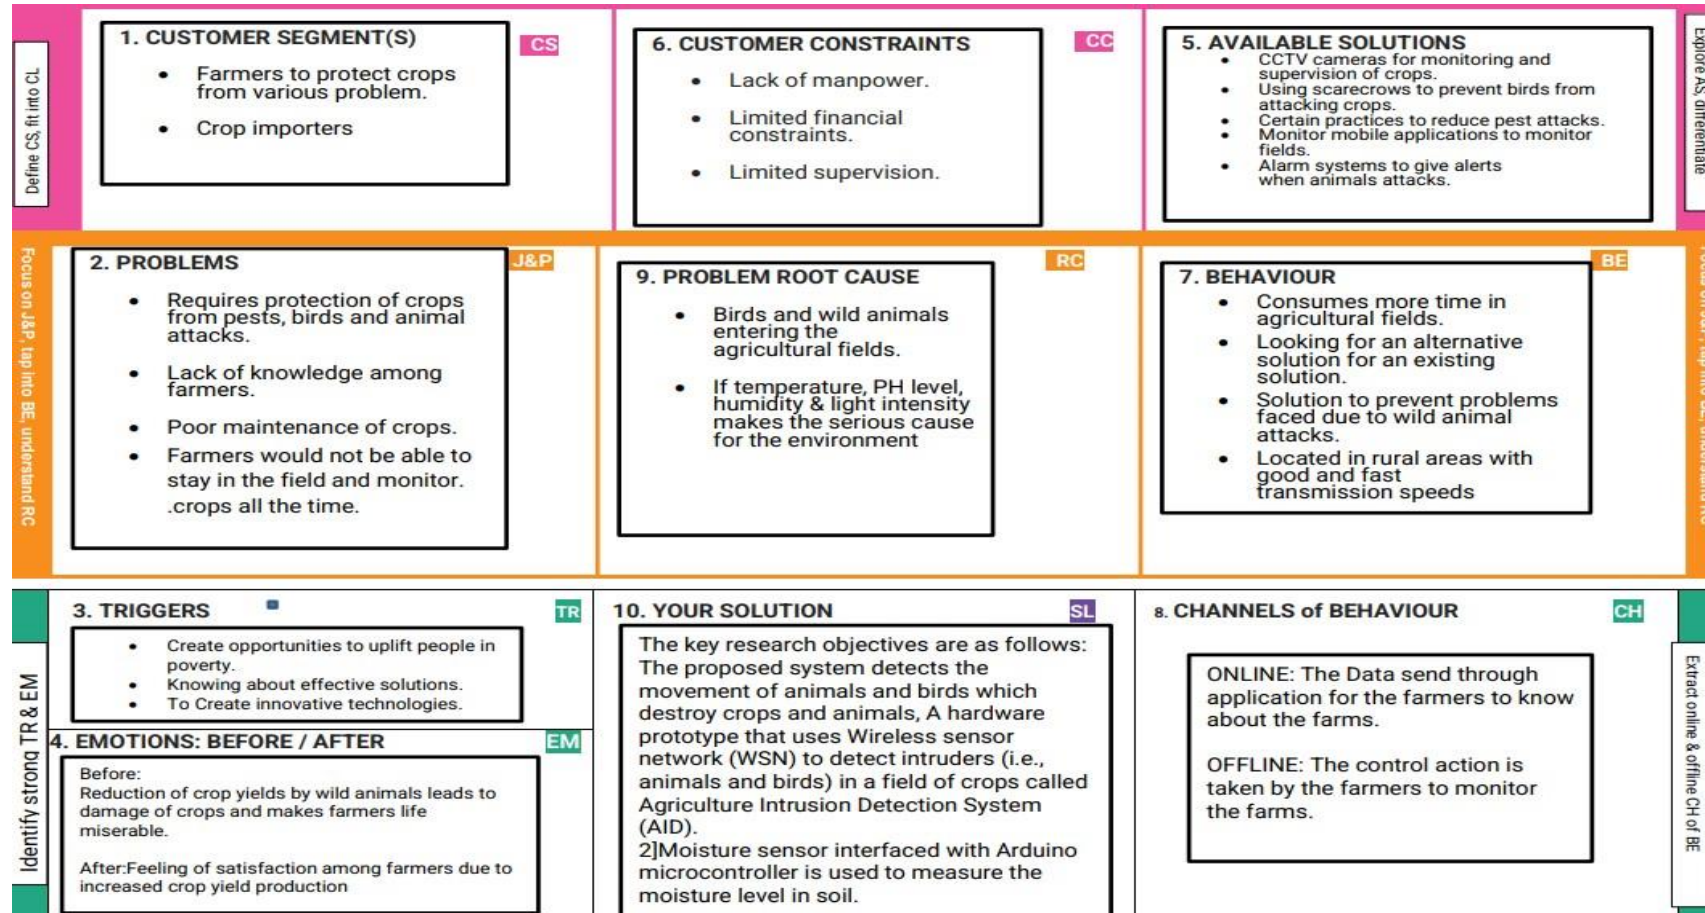 Define CS, fit into CL
1. CUSTOMER SEGMENT(S)
CS
• Farmers to protect crops
from various problem.
• Crop importers
6. CUSTOMER CONSTRAINTS
CC
• Lack of manpower.
• Limited financial
constraints.
• Limited supervision.
5. AVAILABLE SOLUTIONS
• CCTV cameras for monitoring and
supervision of crops.
• Using scarecrows to prevent birds from
attacking crops.
• Certain practices to reduce pest attacks.
• Monitor mobile applications to monitor
fields.
• Alarm systems to give alerts
when animals attacks.
Explore AS, differentiate
Focus on J&P, tap into BE, understand RC
2. PROBLEMS
J&P
• Requires protection of crops
from pests, birds and animal
attacks.
• Lack of knowledge among
farmers.
• Poor maintenance of crops.
• Farmers would not be able to
stay in the field and monitor.
.crops all the time.
9. PROBLEM ROOT CAUSE
RC
• Birds and wild animals
entering the
agricultural fields.
• If temperature, PH level,
humidity & light intensity
makes the serious cause
for the environment
7. BEHAVIOUR
BE
• Consumes more time in
agricultural fields.
• Looking for an alternative
solution for an existing
solution.
• Solution to prevent problems
faced due to wild animal
attacks.
• Located in rural areas with
good and fast
transmission speeds
Identify strong TR & EM
3. TRIGGERS
TR
• Create opportunities to uplift people in
poverty.
• Knowing about effective solutions.
• To Create innovative technologies.
4. EMOTIONS: BEFORE / AFTER
EM
Before:
Reduction of crop yields by wild animals leads to
damage of crops and makes farmers life
miserable.
After:Feeling of satisfaction among farmers due to
increased crop yield production
10. YOUR SOLUTION
SL
The key research objectives are as follows:
The proposed system detects the
movement of animals and birds which
destroy crops and animals, A hardware
prototype that uses Wireless sensor
network (WSN) to detect intruders (i.e.,
animals and birds) in a field of crops called
Agriculture Intrusion Detection System
(AID).
2]Moisture sensor interfaced with Arduino
microcontroller is used to measure the
moisture level in soil.
8. CHANNELS of BEHAVIOUR
CH
ONLINE: The Data send through
application for the farmers to know
about the farms.
OFFLINE: The control action is
taken by the farmers to monitor
the farms.
Extract online & offline CH of BE